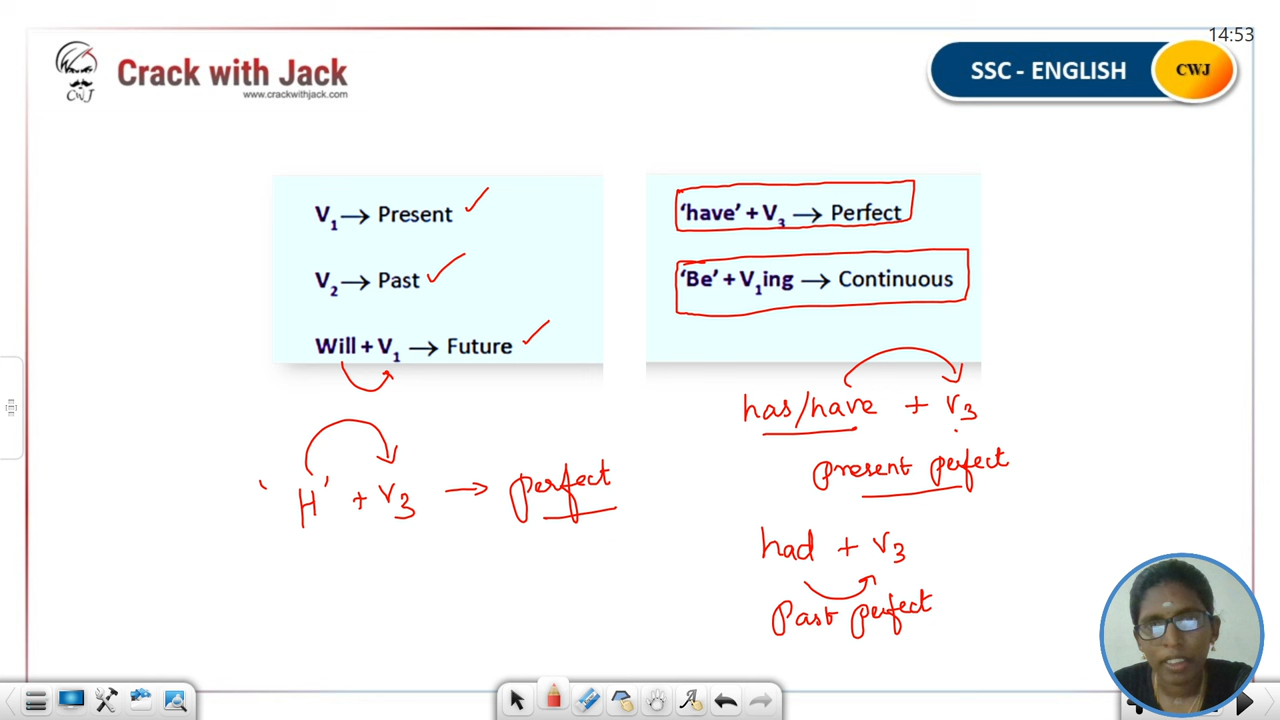 14:53
Crack with Jack
www.crackwithjack.com
CWJ
SSC - ENGLISH
CWJ
V1 → Present
V2 → Past
Will + V1 → Future
'have' + V3 → Perfect
'Be' + V1ing → Continuous
'H' + V3 → perfect
has/have + V3
present perfect
had + V3
Past perfect